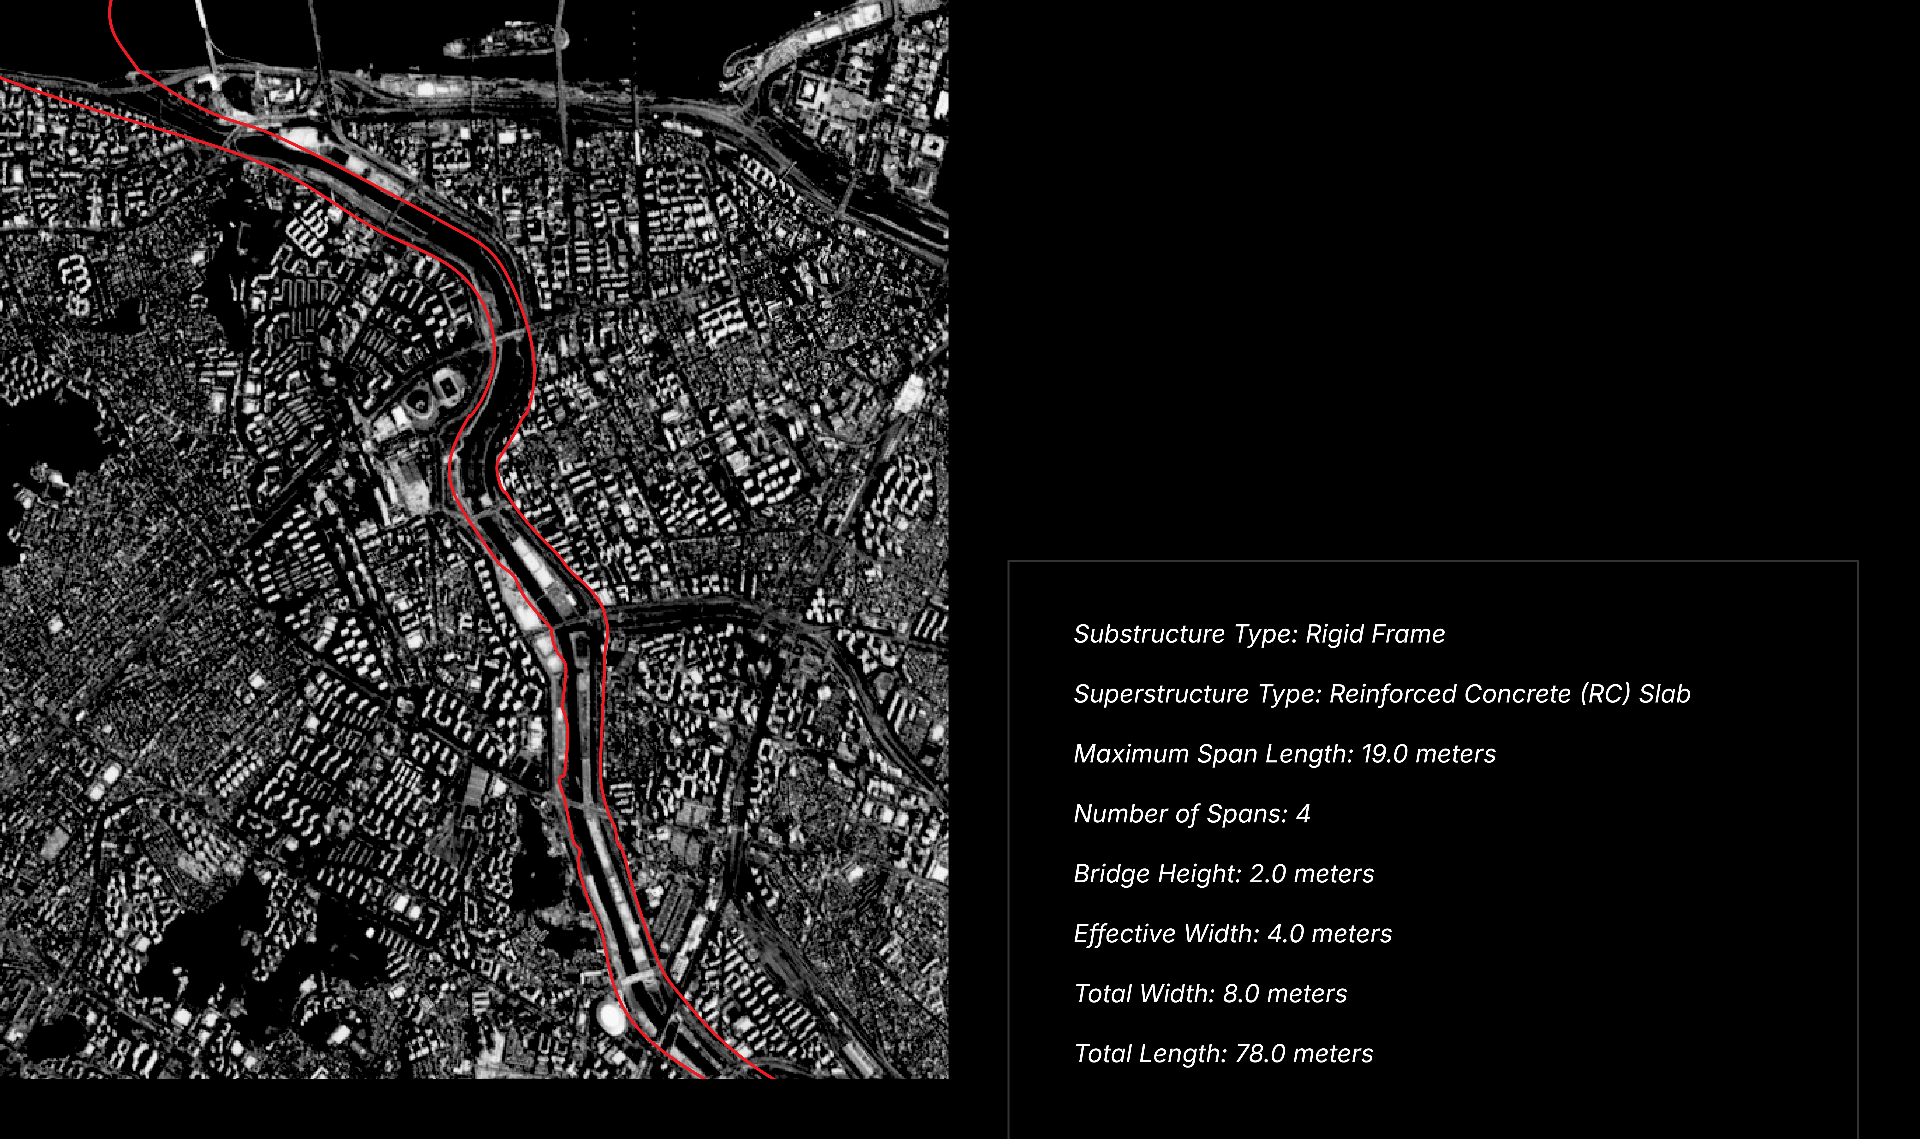 Substructure Type: Rigid Frame
Superstructure Type: Reinforced Concrete (RC) Slab
Maximum Span Length: 19.0 meters
Number of Spans: 4
Bridge Height: 2.0 meters
Effective Width: 4.0 meters
Total Width: 8.0 meters
Total Length: 78.0 meters